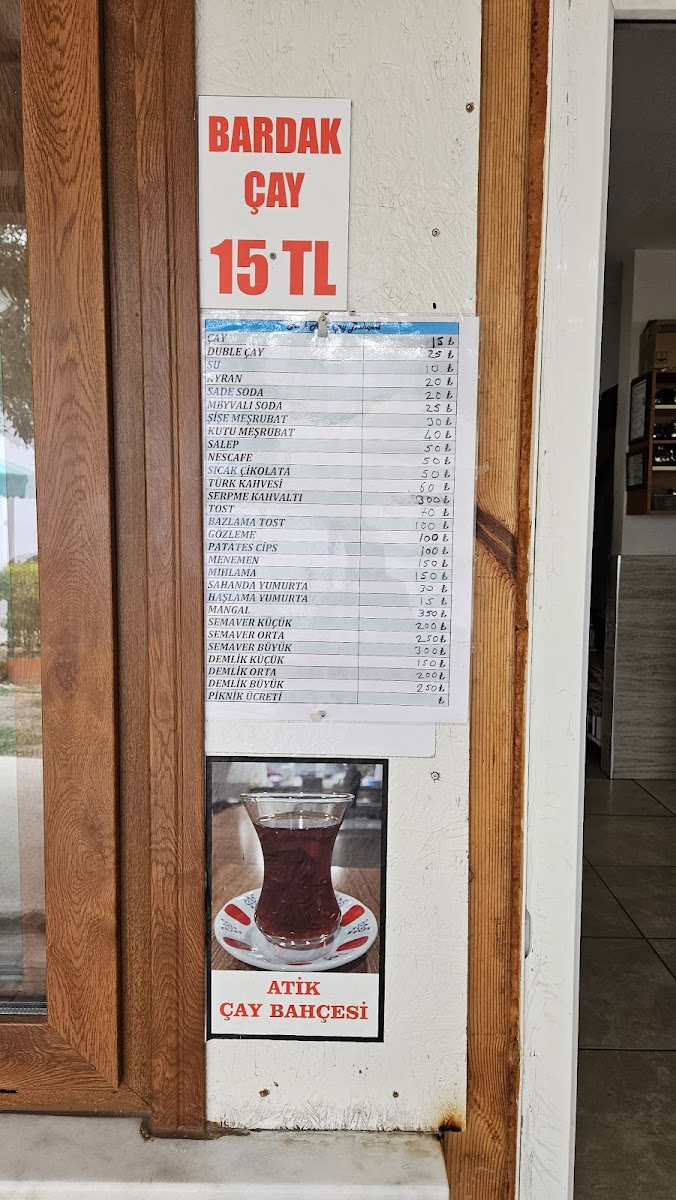 BARDAK
ÇAY
15 TL
ÇAY 15 ₺
DUBLE ÇAY 25 ₺
SU 10 ₺
AYRAN 20 ₺
SADE SODA 20 ₺
MEYVALI SODA 25 ₺
ŞİŞE MEŞRUBAT 30 ₺
KUTU MEŞRUBAT 40 ₺
SALEP 50 ₺
NESCAFE 50 ₺
SICAK ÇİKOLATA 50 ₺
TÜRK KAHVESİ 60 ₺
SERPME KAHVALTI 300 ₺
TOST 70 ₺
BAZLAMA TOST 100 ₺
GÖZLEME 100 ₺
PATATES CİPS 100 ₺
MENEMEN 150 ₺
MIHLAMA 150 ₺
SAHANDA YUMURTA 90 ₺
HAŞLAMA YUMURTA 15 ₺
MANGAL 350 ₺
SEMAVER KÜÇÜK 200 ₺
SEMAVER ORTA 250 ₺
SEMAVER BÜYÜK 300 ₺
DEMLİK KÜÇÜK 150 ₺
DEMLİK ORTA 200 ₺
DEMLİK BÜYÜK 250 ₺
PİKNİK ÜCRETİ ₺
ATİK
ÇAY BAHÇESİ